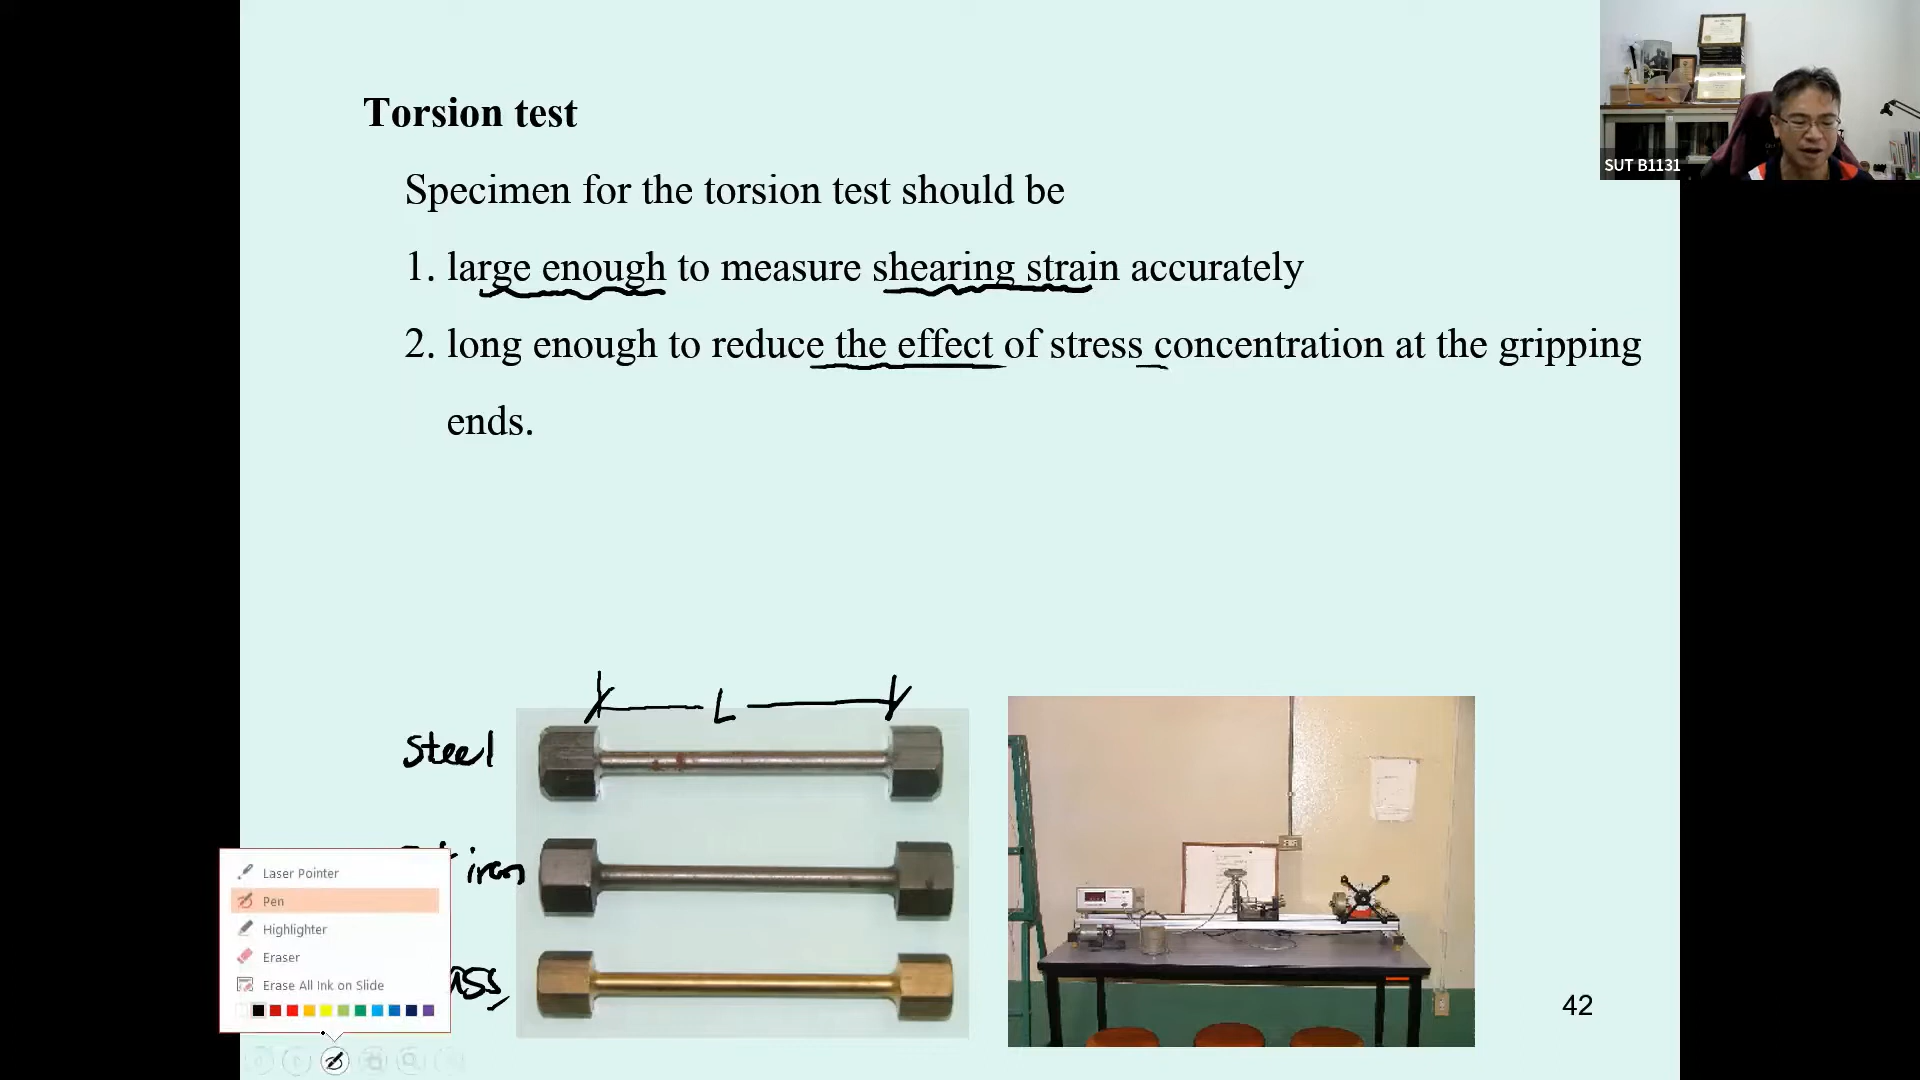 Torsion test
SUT B1131
Specimen for the torsion test should be
1. large enough to measure shearing strain accurately
2. long enough to reduce the effect of stress concentration at the gripping
ends.
L
Steel
iron
Laser Pointer
Pen
Highlighter
Eraser
Erase All Ink on Slide
ass
42